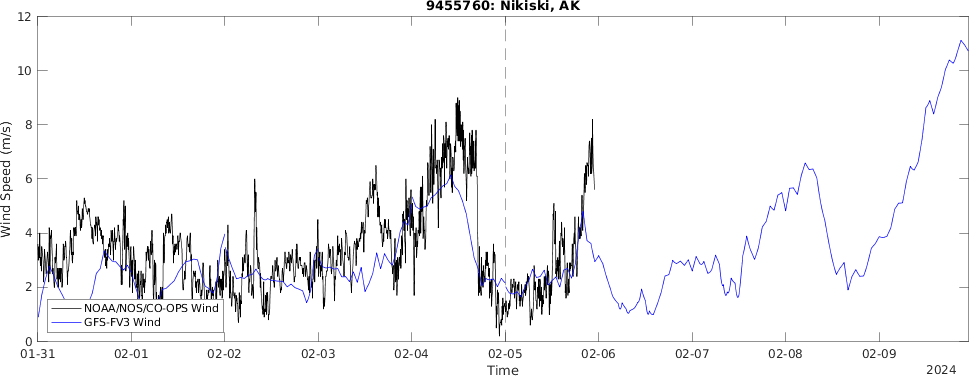 9455760: Nikiski, AK
12
10
8
6
4
2
0
Wind Speed (m/s)
NOAA/NOS/CO-OPS Wind
GFS-FV3 Wind
01-31 02-01 02-02 02-03 02-04 02-05 02-06 02-07 02-08 02-09
Time
2024